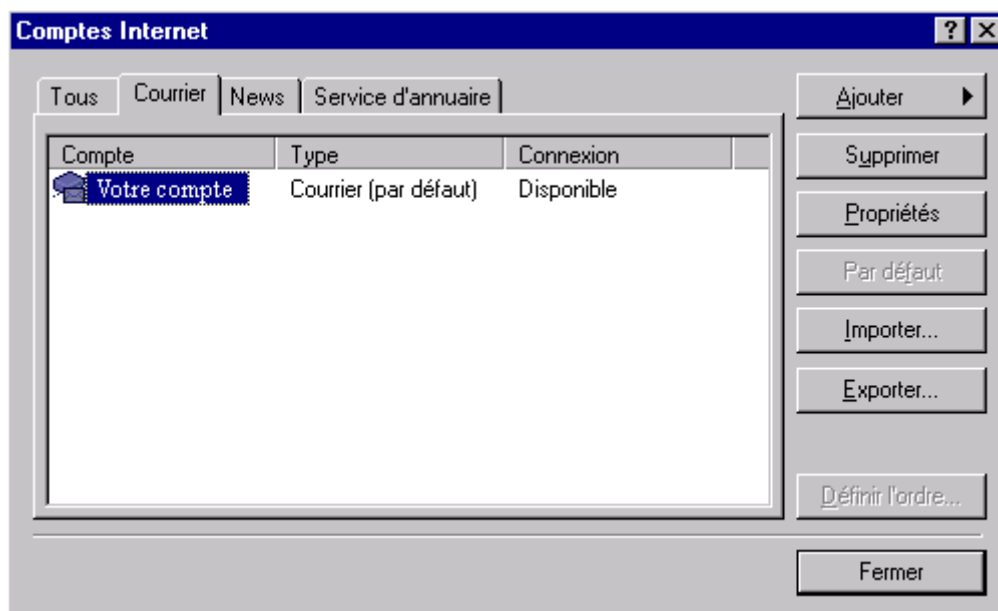 Comptes Internet
Tous Courrier News Service d'annuaire
Compte Type Connexion
Votre compte Courrier (par défaut) Disponible
Ajouter
Supprimer
Propriétés
Par défaut
Importer...
Exporter...
Définir l'ordre...
Fermer